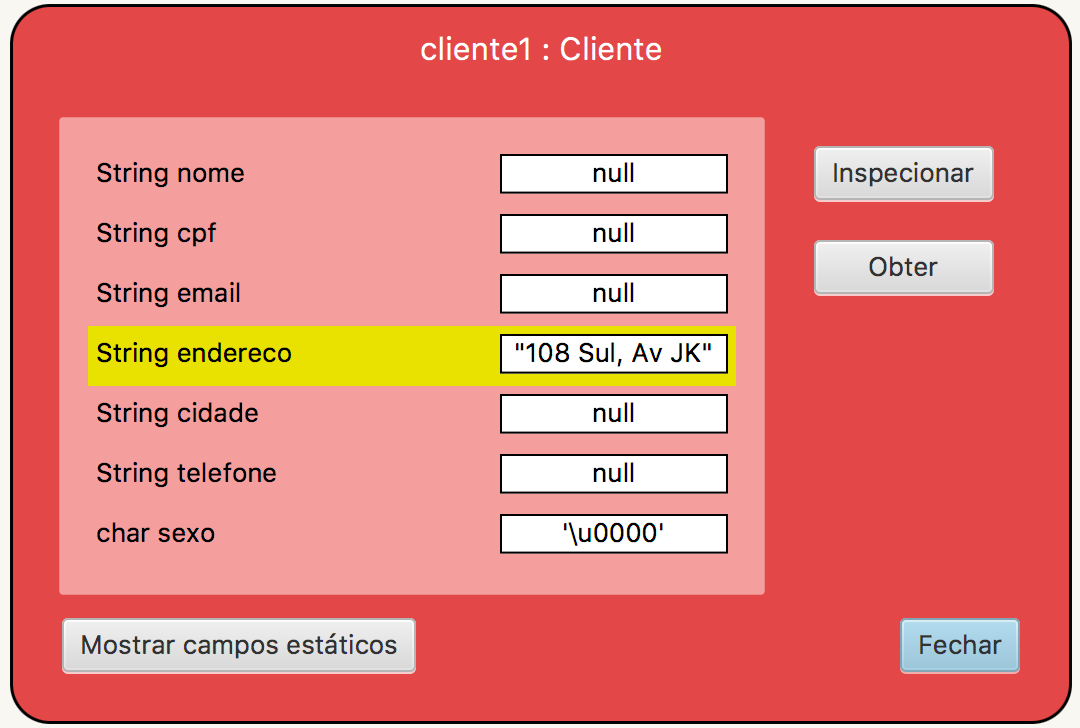 cliente1 : Cliente
String nome null
String cpf null
String email null
String endereco "108 Sul, Av JK"
String cidade null
String telefone null
char sexo '\u0000'
Inspecionar
Obter
Mostrar campos estáticos
Fechar